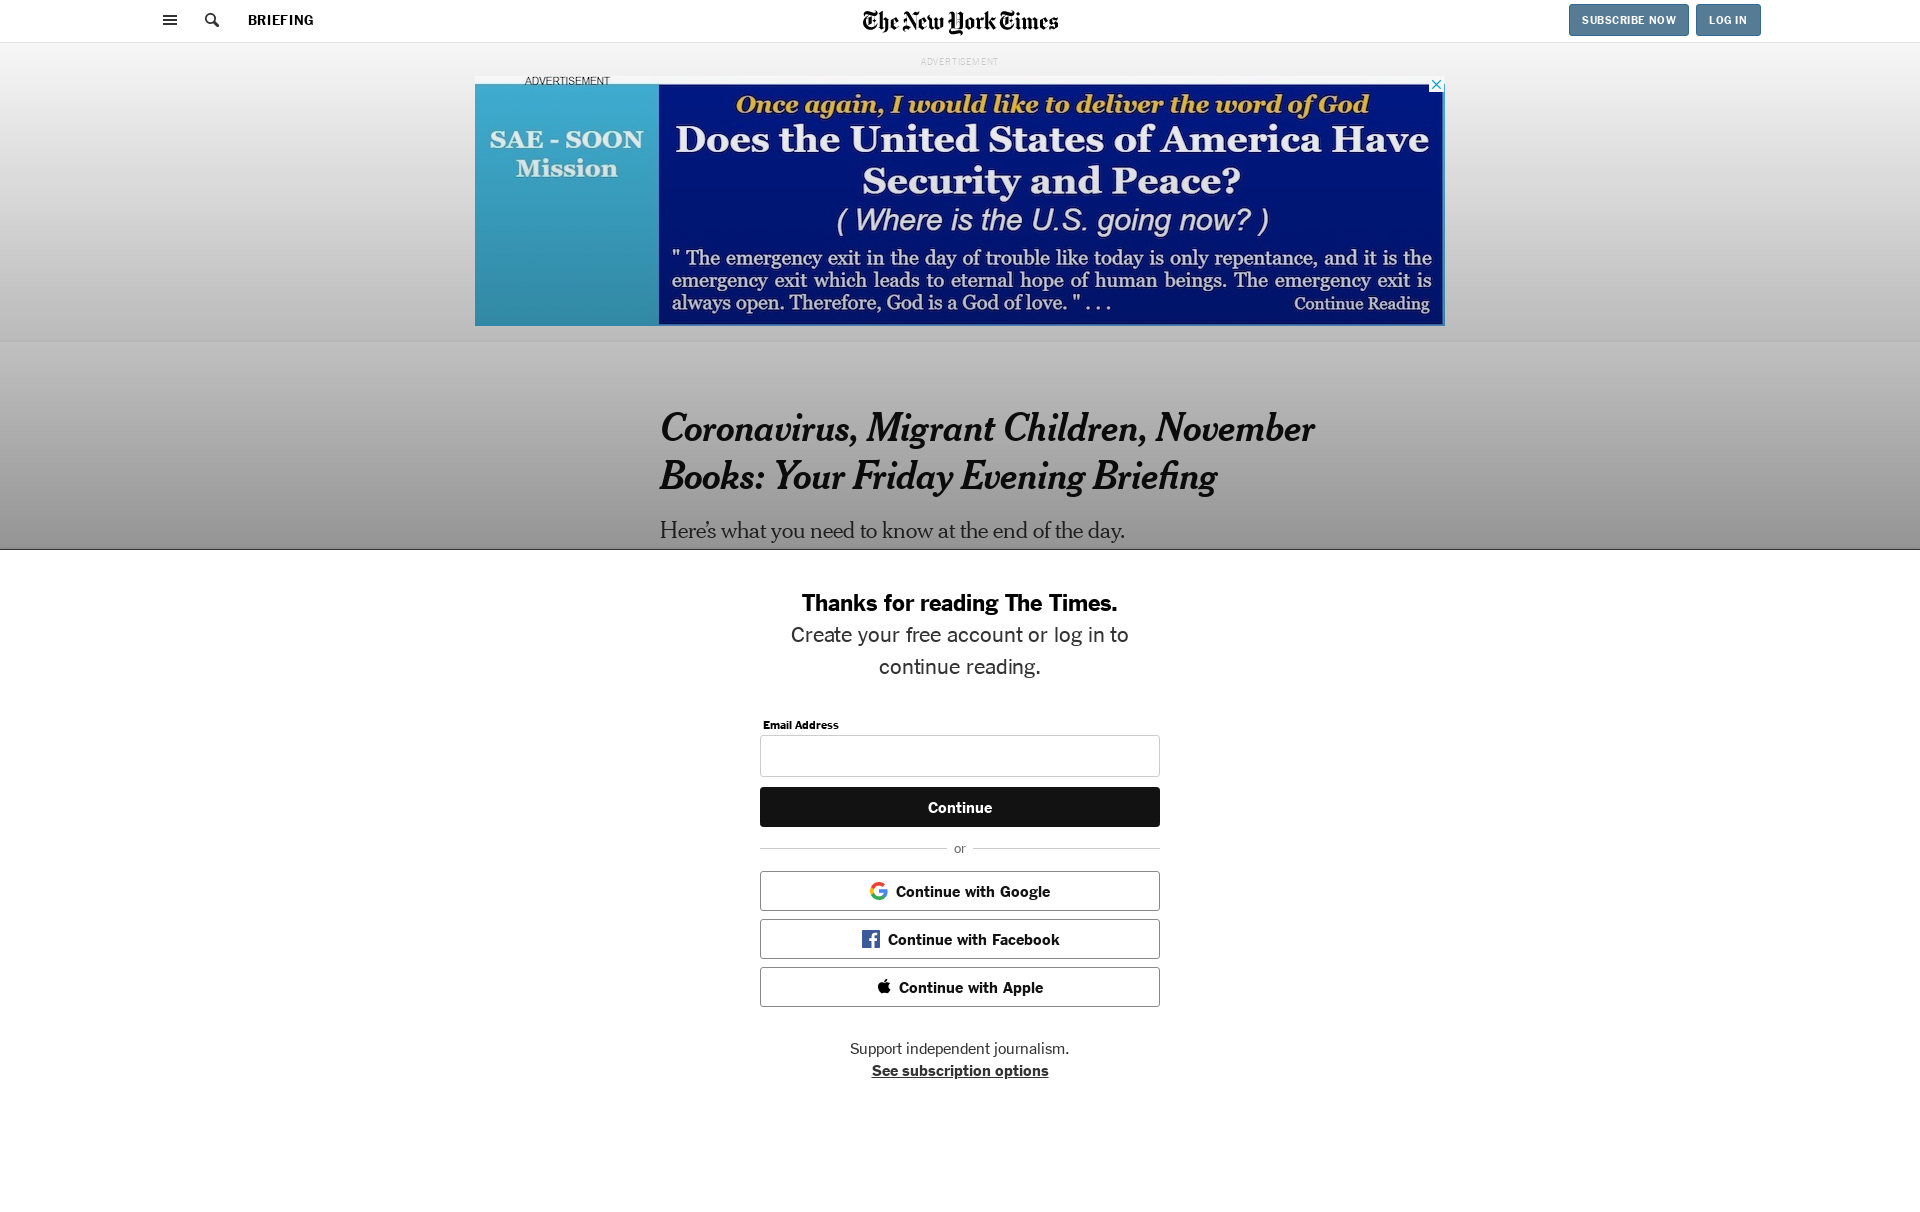 BRIEFING
The New York Times
SUBSCRIBE NOW
LOG IN
ADVERTISEMENT
ADVERTISEMENT
SAE - SOON
Mission
Once again, I would like to deliver the word of God
Does the United States of America Have
Security and Peace?
( Where is the U.S. going now? )
" The emergency exit in the day of trouble like today is only repentance, and it is the
emergency exit which leads to eternal hope of human beings. The emergency exit is
always open. Therefore, God is a God of love. " . . .
Continue Reading
Coronavirus, Migrant Children, November
Books: Your Friday Evening Briefing
Here’s what you need to know at the end of the day.
Thanks for reading The Times.
Create your free account or log in to
continue reading.
Email Address
Continue
or
Continue with Google
Continue with Facebook
Continue with Apple
Support independent journalism.
See subscription options